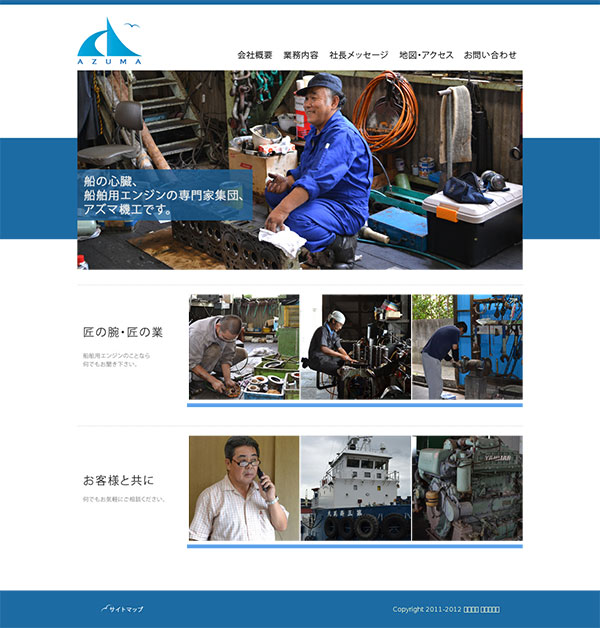 AZUMA
会社概要 業務内容 社長メッセージ 地図・アクセス お問い合わせ
船の心臓、
船舶用エンジンの専門家集団、
アズマ機工です。
匠の腕・匠の業
船舶用エンジンのことなら
何でもお聞き下さい。
お客様と共に
何でもお気軽にご相談ください。
YANMAR
サイトマップ
Copyright 2011-2012